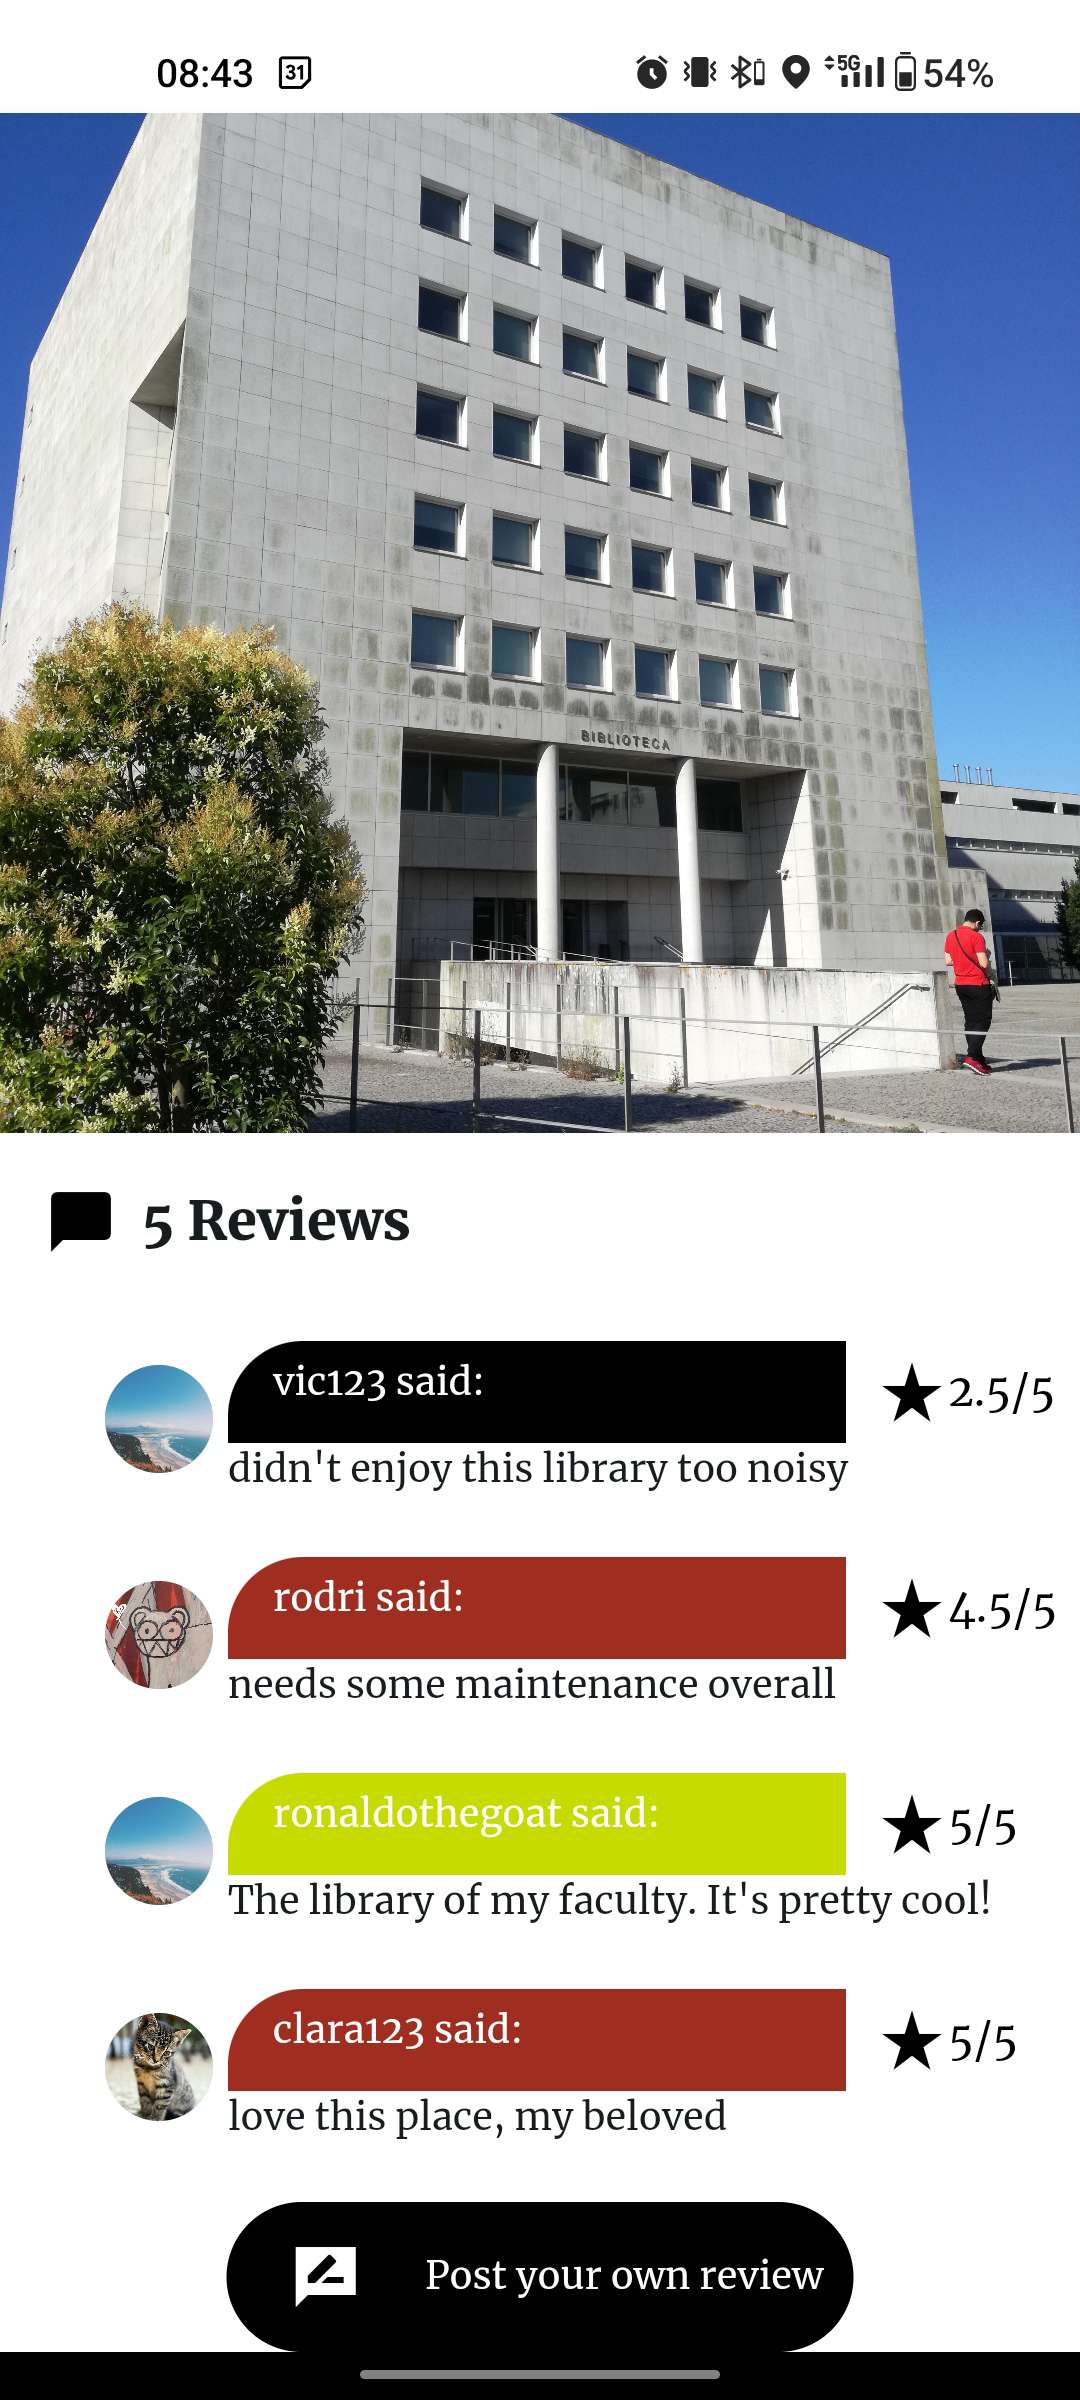 08:43 31 5G 54%
BIBLIOTECA
5 Reviews
vic123 said: 2.5/5
didn't enjoy this library too noisy
rodri said: 4.5/5
needs some maintenance overall
ronaldothegoat said: 5/5
The library of my faculty. It's pretty cool!
clara123 said: 5/5
love this place, my beloved
Post your own review